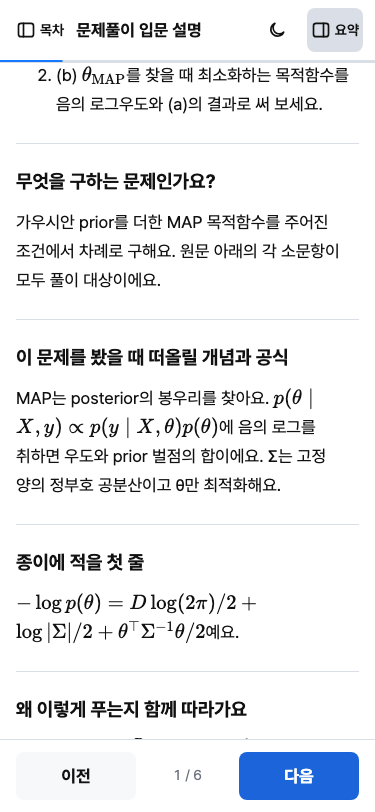 목차 문제풀이 입문 설명 요약
2. (b) θ_MAP를 찾을 때 최소화하는 목적함수를
음의 로그우도와 (a)의 결과로 써 보세요.
무엇을 구하는 문제인가요?
가우시안 prior를 더한 MAP 목적함수를 주어진
조건에서 차례로 구해요. 원문 아래의 각 소문항이
모두 풀이 대상이에요.
이 문제를 봤을 때 떠올릴 개념과 공식
MAP는 posterior의 봉우리를 찾아요. p(θ ∣
X, y) ∝ p(y ∣ X, θ)p(θ)에 음의 로그를
취하면 우도와 prior 벌점의 합이에요. Σ는 고정
양의 정부호 공분산이고 θ만 최적화해요.
종이에 적을 첫 줄
− log p(θ) = D log(2π)/2 +
log |Σ|/2 + θ^⊤Σ^{−1}θ/2예요.
왜 이렇게 푸는지 함께 따라가요
이전 1 / 6 다음